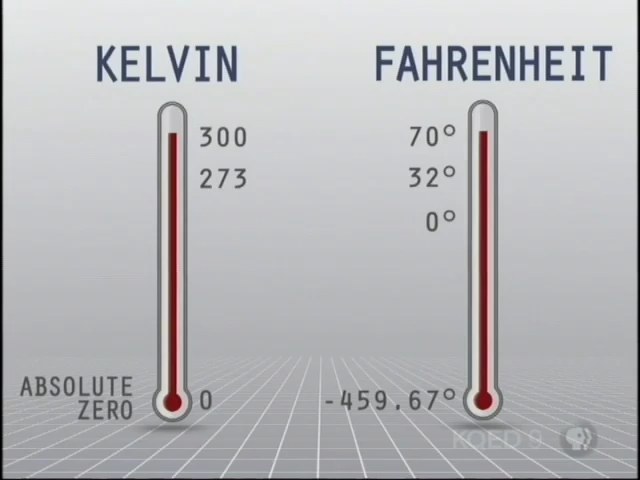 KELVIN
FAHRENHEIT
300
70°
273
32°
0°
ABSOLUTE
ZERO
0
-459.67°
KQED 9